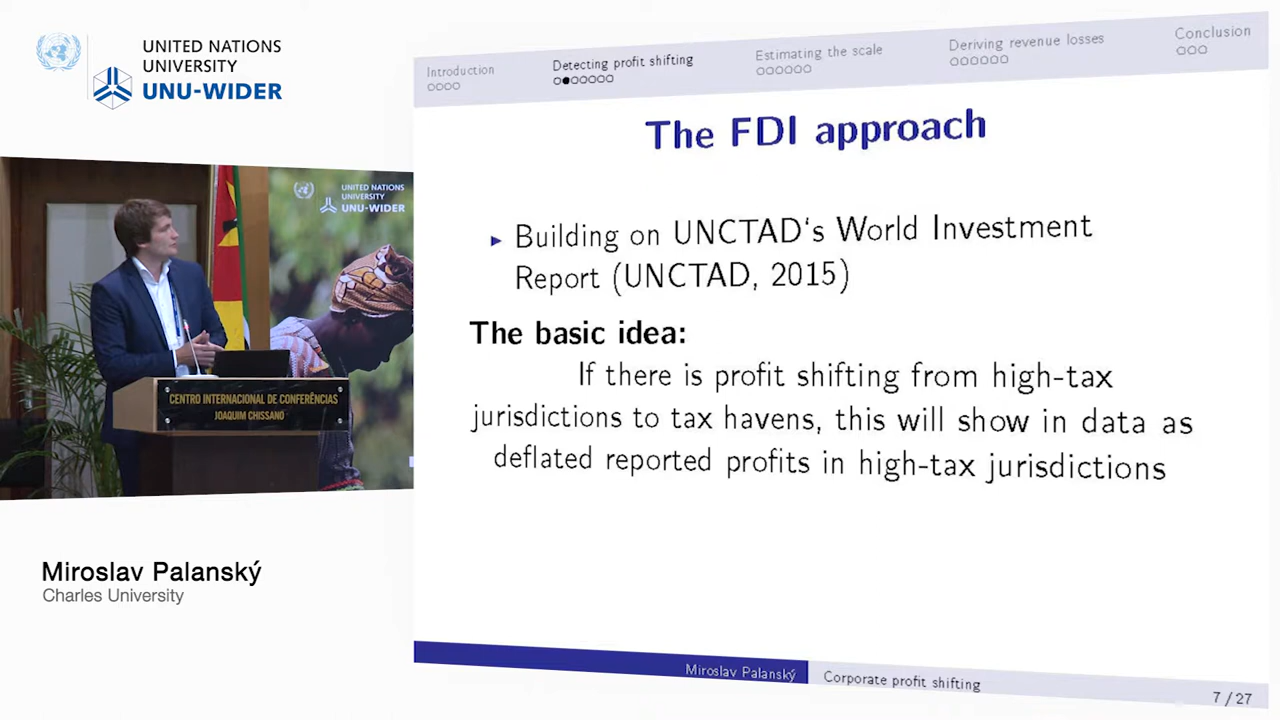 UNITED NATIONS
UNIVERSITY
UNU-WIDER
UNITED NATIONS
UNIVERSITY
UNU-WIDER
CENTRO INTERNACIONAL DE CONFERÊNCIAS
JOAQUIM CHISSANO
Miroslav Palanský
Charles University
Introduction
Detecting profit shifting
Estimating the scale
Deriving revenue losses
Conclusion
The FDI approach
▸ Building on UNCTAD‘s World Investment
Report (UNCTAD, 2015)
The basic idea:
If there is profit shifting from high-tax
jurisdictions to tax havens, this will show in data as
deflated reported profits in high-tax jurisdictions
Miroslav Palanský
Corporate profit shifting
7 / 27